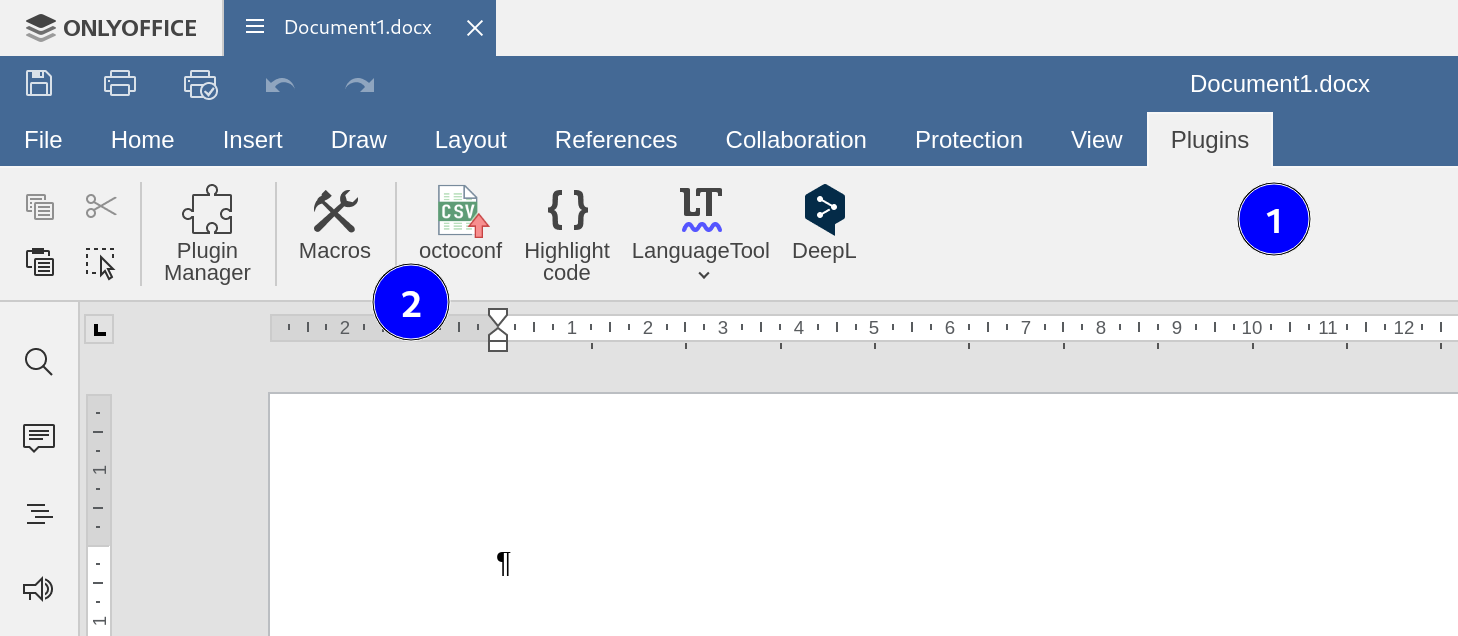 ONLYOFFICE Document1.docx
Document1.docx
File Home Insert Draw Layout References Collaboration Protection View Plugins
CSV { } LT 1
Plugin Macros octoconf Highlight LanguageTool DeepL
Manager code
2
L 2 1 2 3 4 5 6 7 8 9 10 11 12
1
¶
1